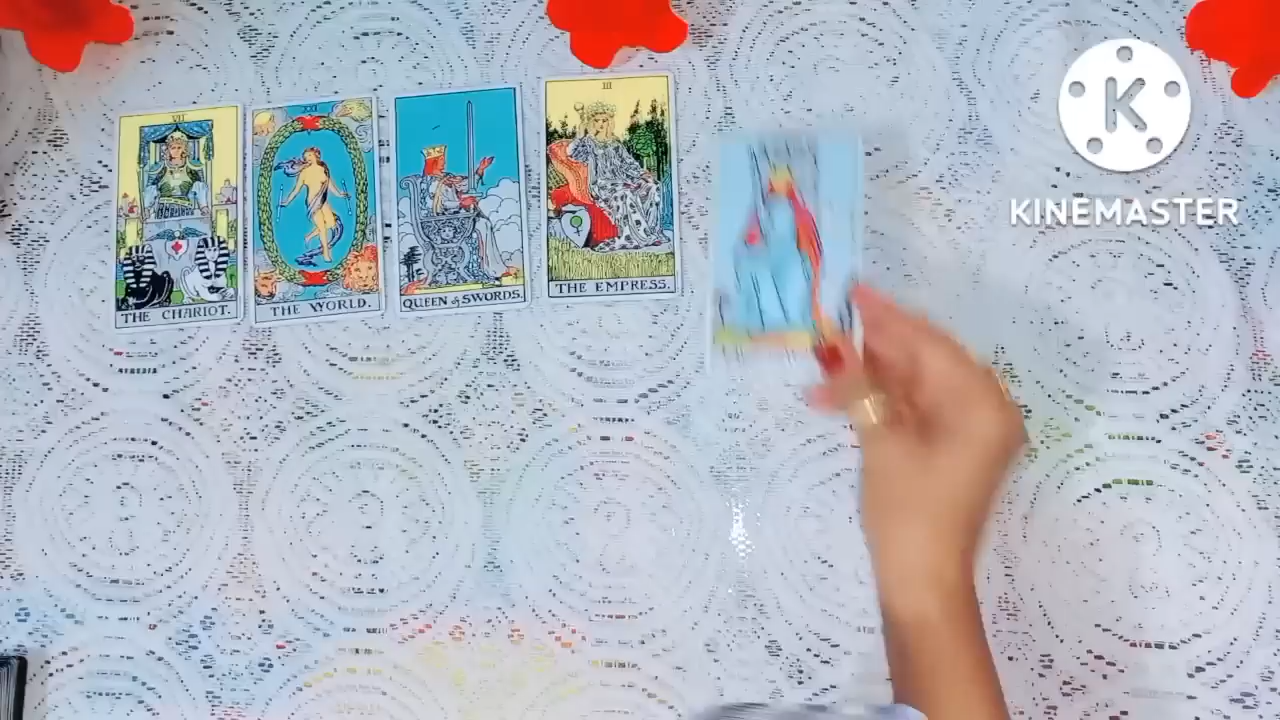 VII
THE CHARIOT.
XXI
THE WORLD.
QUEEN of SWORDS.
III
THE EMPRESS.
K
KINEMASTER